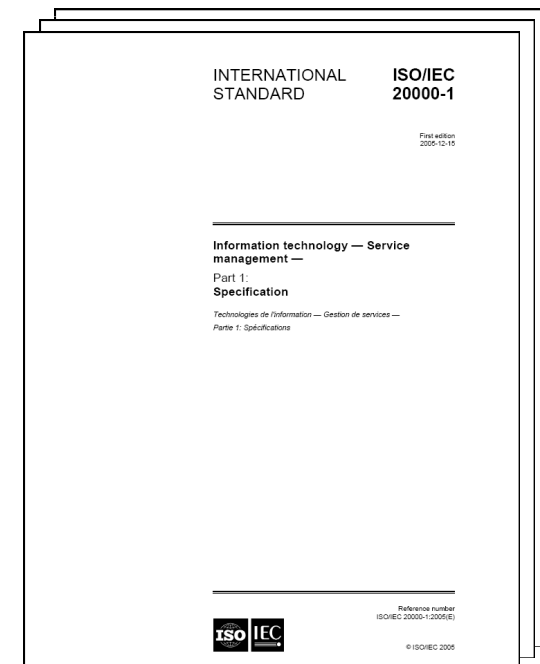 INTERNATIONAL STANDARD
ISO/IEC 20000-1
First edition
2005-12-15
Information technology — Service
management —
Part 1:
Specification
Technologies de l'information — Gestion de services —
Partie 1: Spécifications
Reference number
ISO/IEC 20000-1:2005(E)
ISO IEC
© ISO/IEC 2005